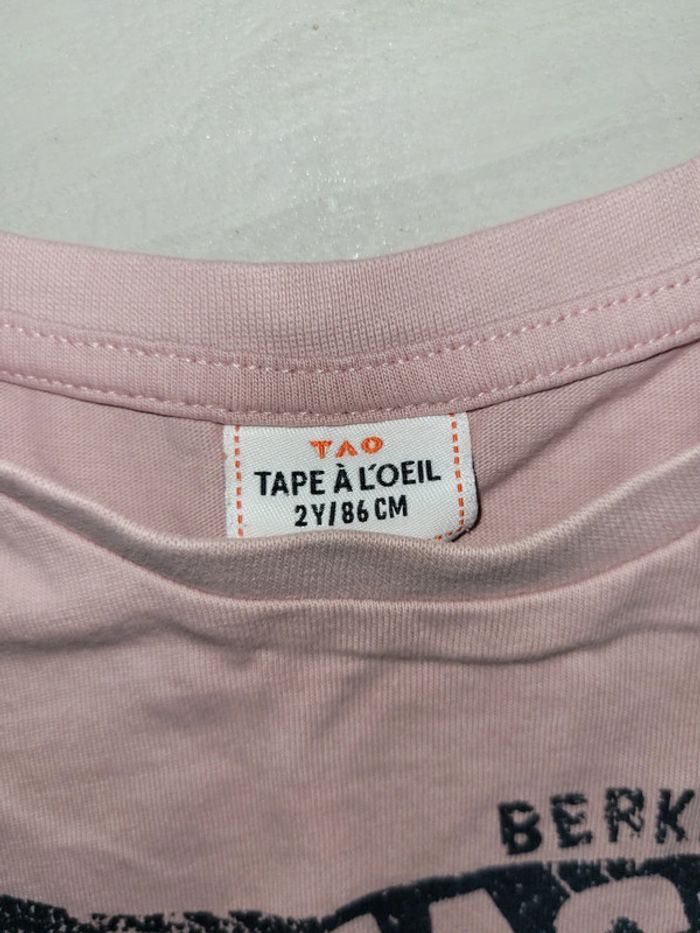 TAO
TAPE À L'OEIL
2Y/86 CM
BERK